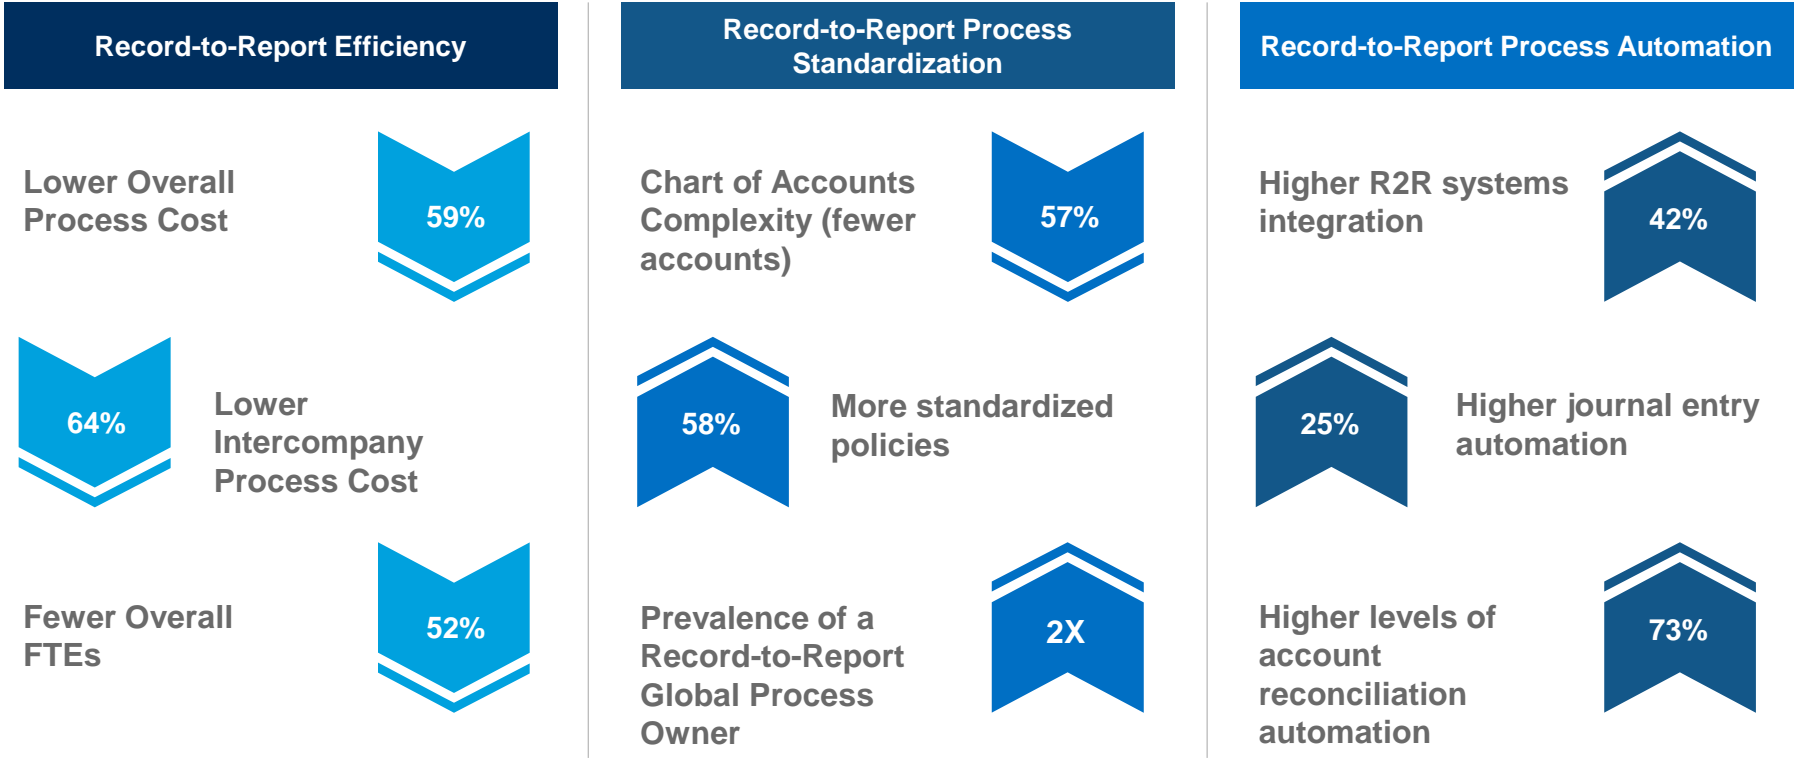 Record-to-Report Efficiency
Lower Overall
Process Cost
59%
64%
Lower
Intercompany
Process Cost
Fewer Overall
FTEs
52%
Record-to-Report Process
Standardization
Chart of Accounts
Complexity (fewer
accounts)
57%
58%
More standardized
policies
Prevalence of a
Record-to-Report
Global Process
Owner
2X
Record-to-Report Process Automation
Higher R2R systems
integration
42%
25%
Higher journal entry
automation
Higher levels of
account
reconciliation
automation
73%